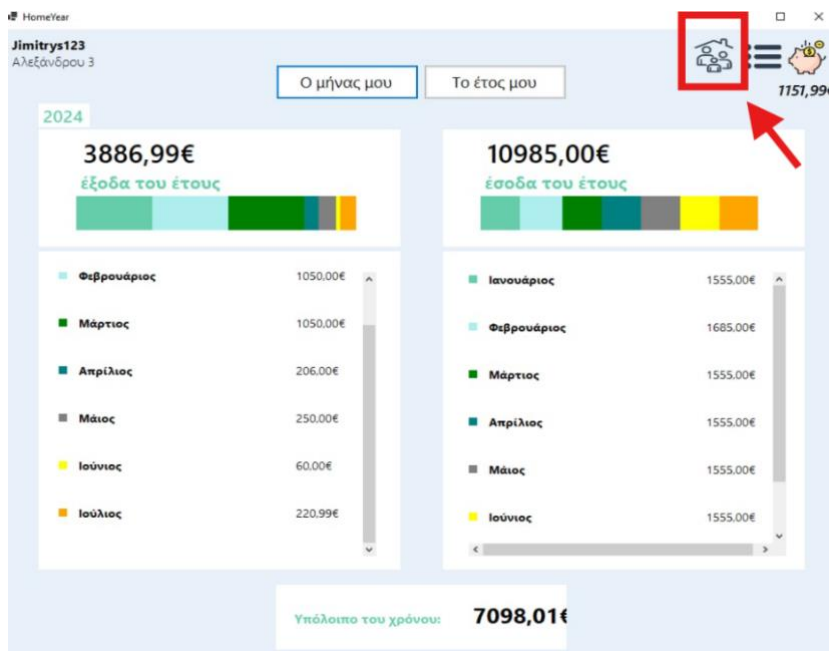 HomeYear
Jimitrys123
Αλεξάνδρου 3
Ο μήνας μου
Το έτος μου
1151,99€
2024
3886,99€
έξοδα του έτους
Φεβρουάριος 1050,00€
Μάρτιος 1050,00€
Απρίλιος 206,00€
Μάιος 250,00€
Ιούνιος 60,00€
Ιούλιος 220,99€
10985,00€
έσοδα του έτους
Ιανουάριος 1555,00€
Φεβρουάριος 1685,00€
Μάρτιος 1555,00€
Απρίλιος 1555,00€
Μάιος 1555,00€
Ιούνιος 1555,00€
Υπόλοιπο του χρόνου: 7098,01€